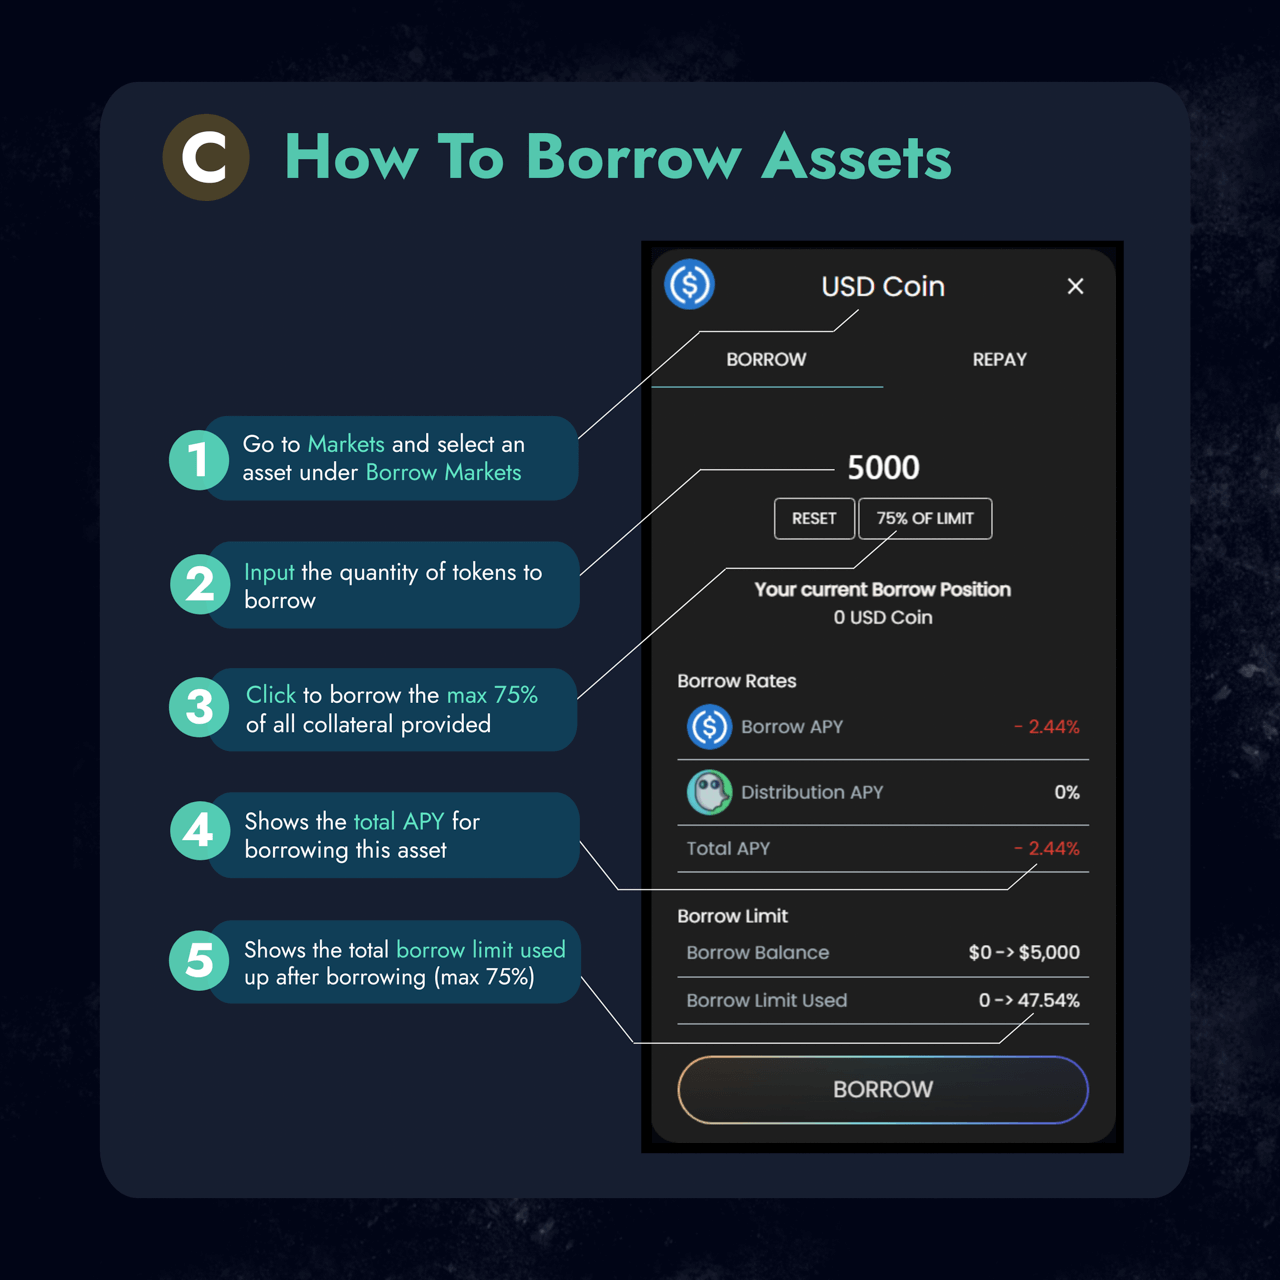 C How To Borrow Assets
1 Go to Markets and select an
asset under Borrow Markets
2 Input the quantity of tokens to
borrow
3 Click to borrow the max 75%
of all collateral provided
4 Shows the total APY for
borrowing this asset
5 Shows the total borrow limit used
up after borrowing (max 75%)
USD Coin ×
BORROW REPAY
5000
RESET 75% OF LIMIT
Your current Borrow Position
0 USD Coin
Borrow Rates
Borrow APY - 2.44%
Distribution APY 0%
Total APY - 2.44%
Borrow Limit
Borrow Balance $0 -> $5,000
Borrow Limit Used 0 -> 47.54%
BORROW